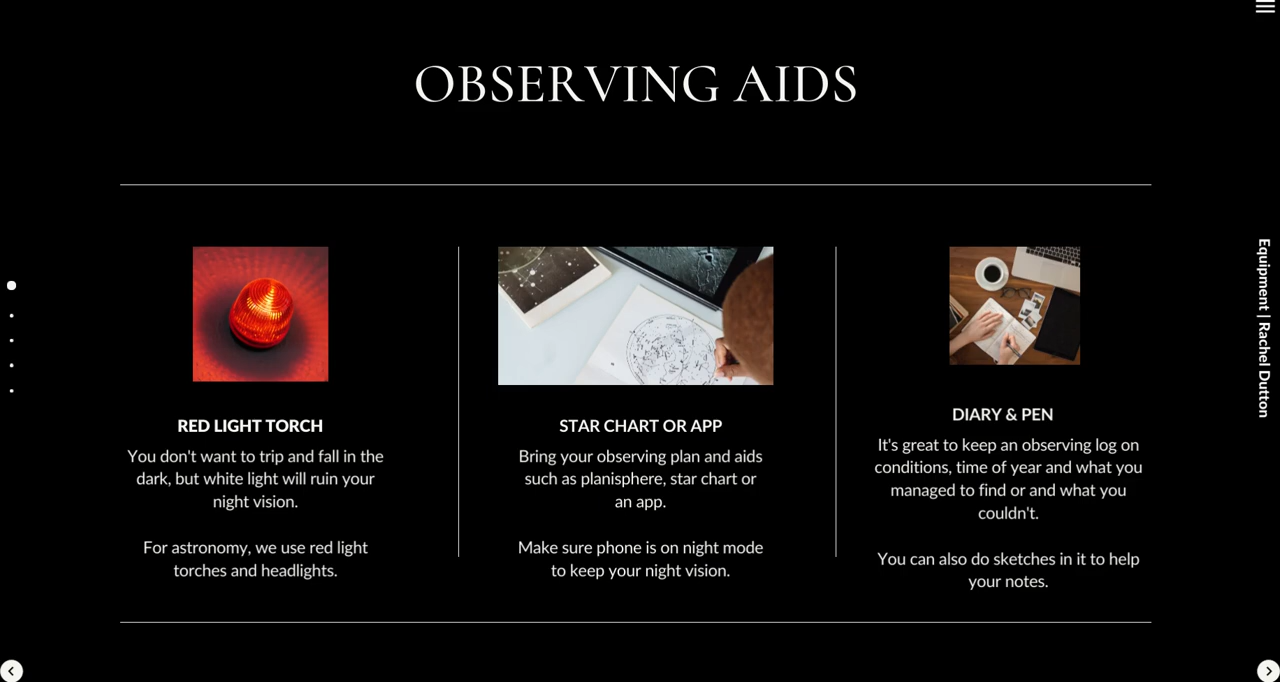 OBSERVING AIDS
RED LIGHT TORCH
You don't want to trip and fall in the
dark, but white light will ruin your
night vision.
For astronomy, we use red light
torches and headlights.
STAR CHART OR APP
Bring your observing plan and aids
such as planisphere, star chart or
an app.
Make sure phone is on night mode
to keep your night vision.
DIARY & PEN
It's great to keep an observing log on
conditions, time of year and what you
managed to find or and what you
couldn't.
You can also do sketches in it to help
your notes.
Equipment | Rachel Dutton